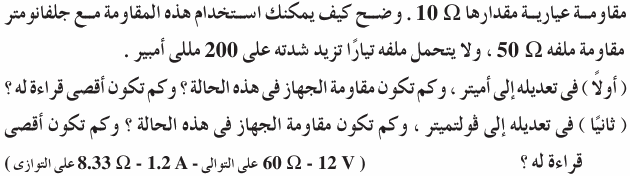 مقاومة عيارية مقدارها 10 Ω . وضح كيف يمكنك استخدام هذه المقاومة مع جلفانومتر
مقاومة ملفه 50 Ω ، ولا يتحمل ملفه تيارًا تزيد شدته على 200 مللى أمبير .
( أولاً ) فى تعديله إلى أميتر ، وكم تكون مقاومة الجهاز فى هذه الحالة ؟ وكم تكون أقصى قراءة له ؟
( ثانيًا ) فى تعديله إلى ڤولتميتر ، وكم تكون مقاومة الجهاز فى هذه الحالة ؟ وكم تكون أقصى
قراءة له ؟ ( 8.33 Ω - 1.2 A على التوالى - 60 Ω - 12 V على التوازى )